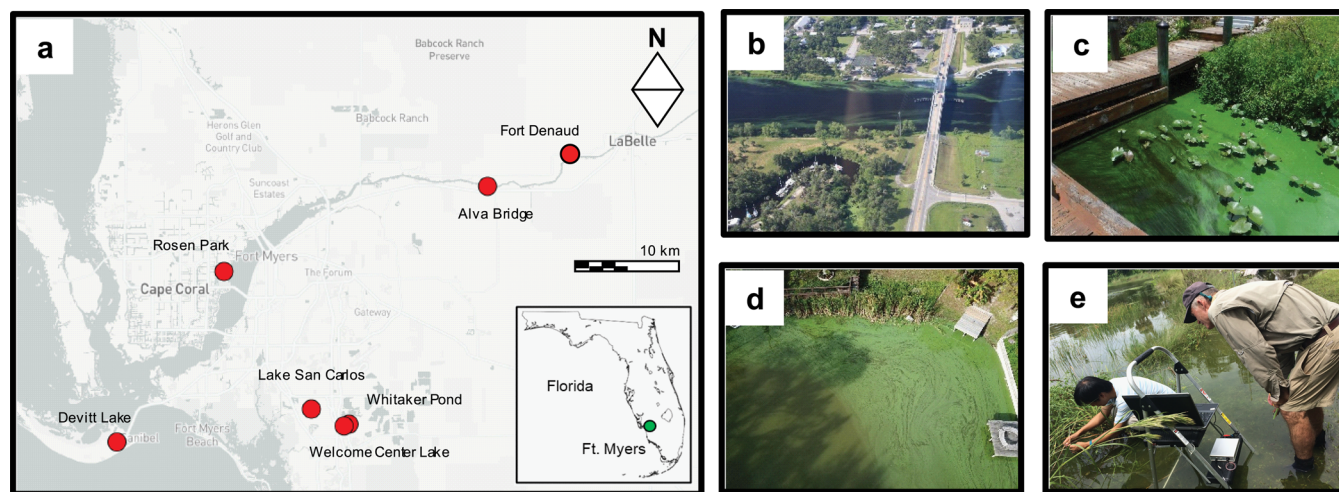 a
Babcock Ranch
Preserve
N
Herons Glen
Golf and
Country Club
Babcock Ranch
Fort Denaud
LaBelle
Suncoast
Estates
Alva Bridge
Rosen Park
Fort Myers
10 km
The Forum
Cape Coral
Gateway
Lake San Carlos
Whitaker Pond
Devitt Lake
anibel
Fort Myers
Beach
Welcome Center Lake
Florida
Ft. Myers
b
c
d
e